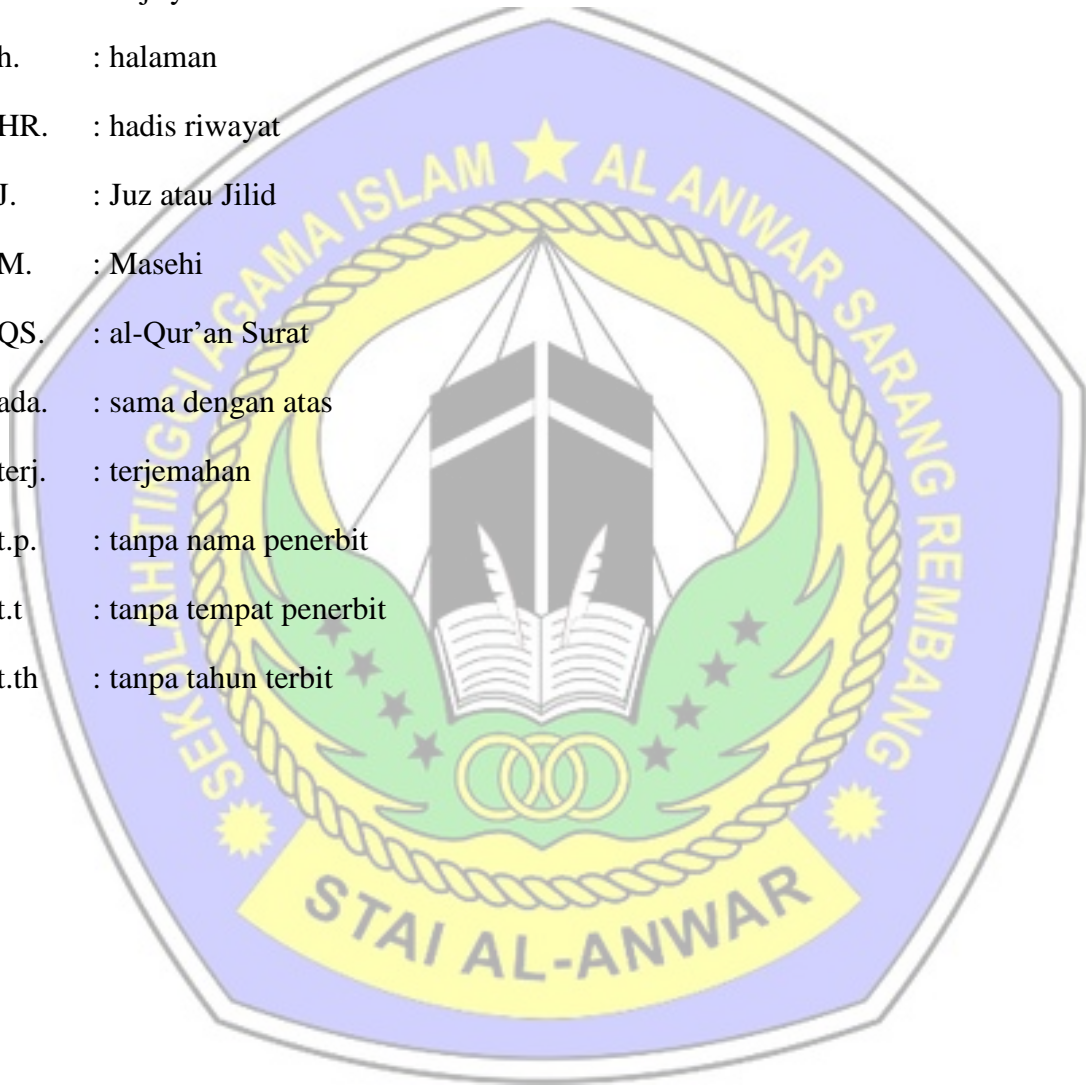 h. : halaman
HR. : hadis riwayat
J. : Juz atau Jilid
M. : Masehi
QS. : al-Qur’an Surat
ada. : sama dengan atas
terj. : terjemahan
t.p. : tanpa nama penerbit
t.t : tanpa tempat penerbit
t.th : tanpa tahun terbit
SEKOLAH TINGGI AGAMA ISLAM ★ AL ANWAR SARANG REMBANG
STAI AL-ANWAR